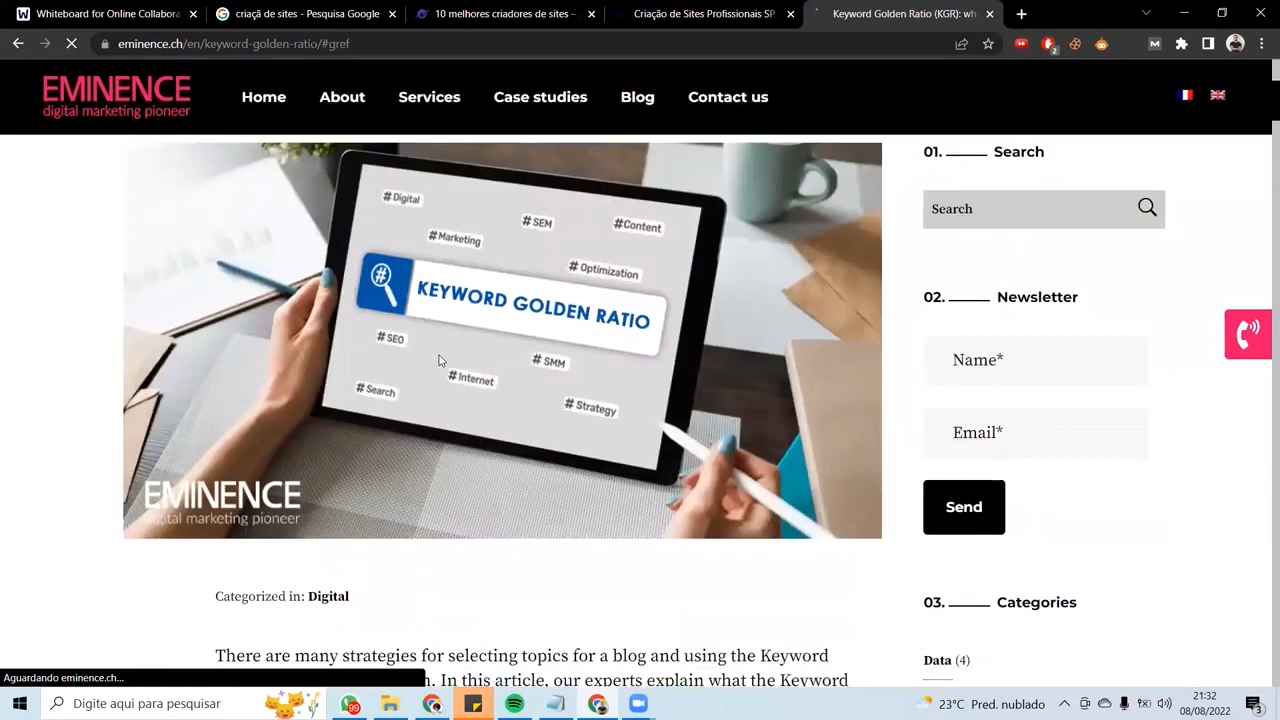 Whiteboard for Online Collabora
criaçã de sites - Pesquisa Google
10 melhores criadores de sites –
Criação de Sites Profissionais SP
Keyword Golden Ratio (KGR): wh
eminence.ch/en/keyword-golden-ratio/#gref
2
M
EMINENCE
digital marketing pioneer
Home
About
Services
Case studies
Blog
Contact us
#Digital
#SEM
#Content
#Marketing
#Optimization
KEYWORD GOLDEN RATIO
#SEO
#SMM
#Internet
#Search
#Strategy
EMINENCE
digital marketing pioneer
01. Search
Search
02. Newsletter
Name*
Email*
Send
03. Categories
Data (4)
Categorized in: Digital
There are many strategies for selecting topics for a blog and using the Keyword
. In this article, our experts explain what the Keyword
Aguardando eminence.ch...
Digite aqui para pesquisar
99
23°C Pred. nublado
21:32
08/08/2022
3